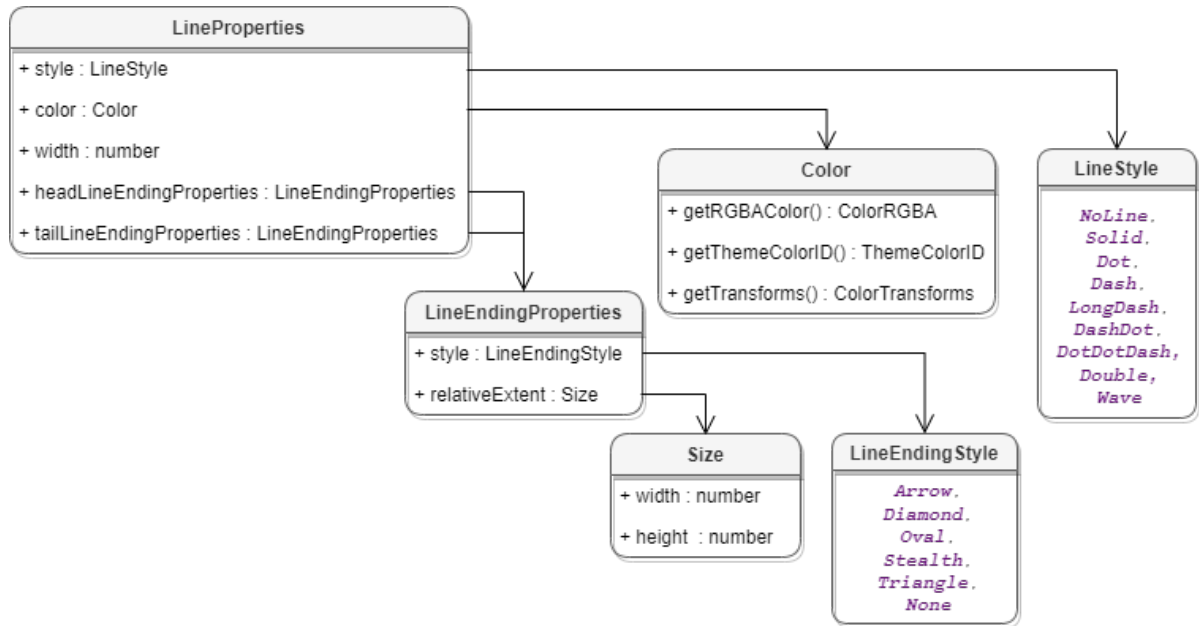 LineProperties
+ style : LineStyle
+ color : Color
+ width : number
+ headLineEndingProperties : LineEndingProperties
+ tailLineEndingProperties : LineEndingProperties
Color
+ getRGBAColor() : ColorRGBA
+ getThemeColorID() : ThemeColorID
+ getTransforms() : ColorTransforms
LineStyle
NoLine,
Solid,
Dot,
Dash,
LongDash,
DashDot,
DotDotDash,
Double,
Wave
LineEndingProperties
+ style : LineEndingStyle
+ relativeExtent : Size
Size
+ width : number
+ height : number
LineEndingStyle
Arrow,
Diamond,
Oval,
Stealth,
Triangle,
None